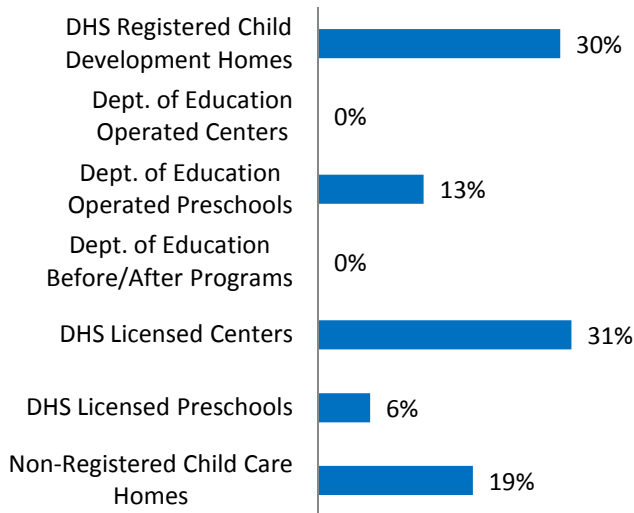 DHS Registered Child
Development Homes
30%
Dept. of Education
Operated Centers
0%
Dept. of Education
Operated Preschools
13%
Dept. of Education
Before/After Programs
0%
DHS Licensed Centers
31%
DHS Licensed Preschools
6%
Non-Registered Child Care
Homes
19%